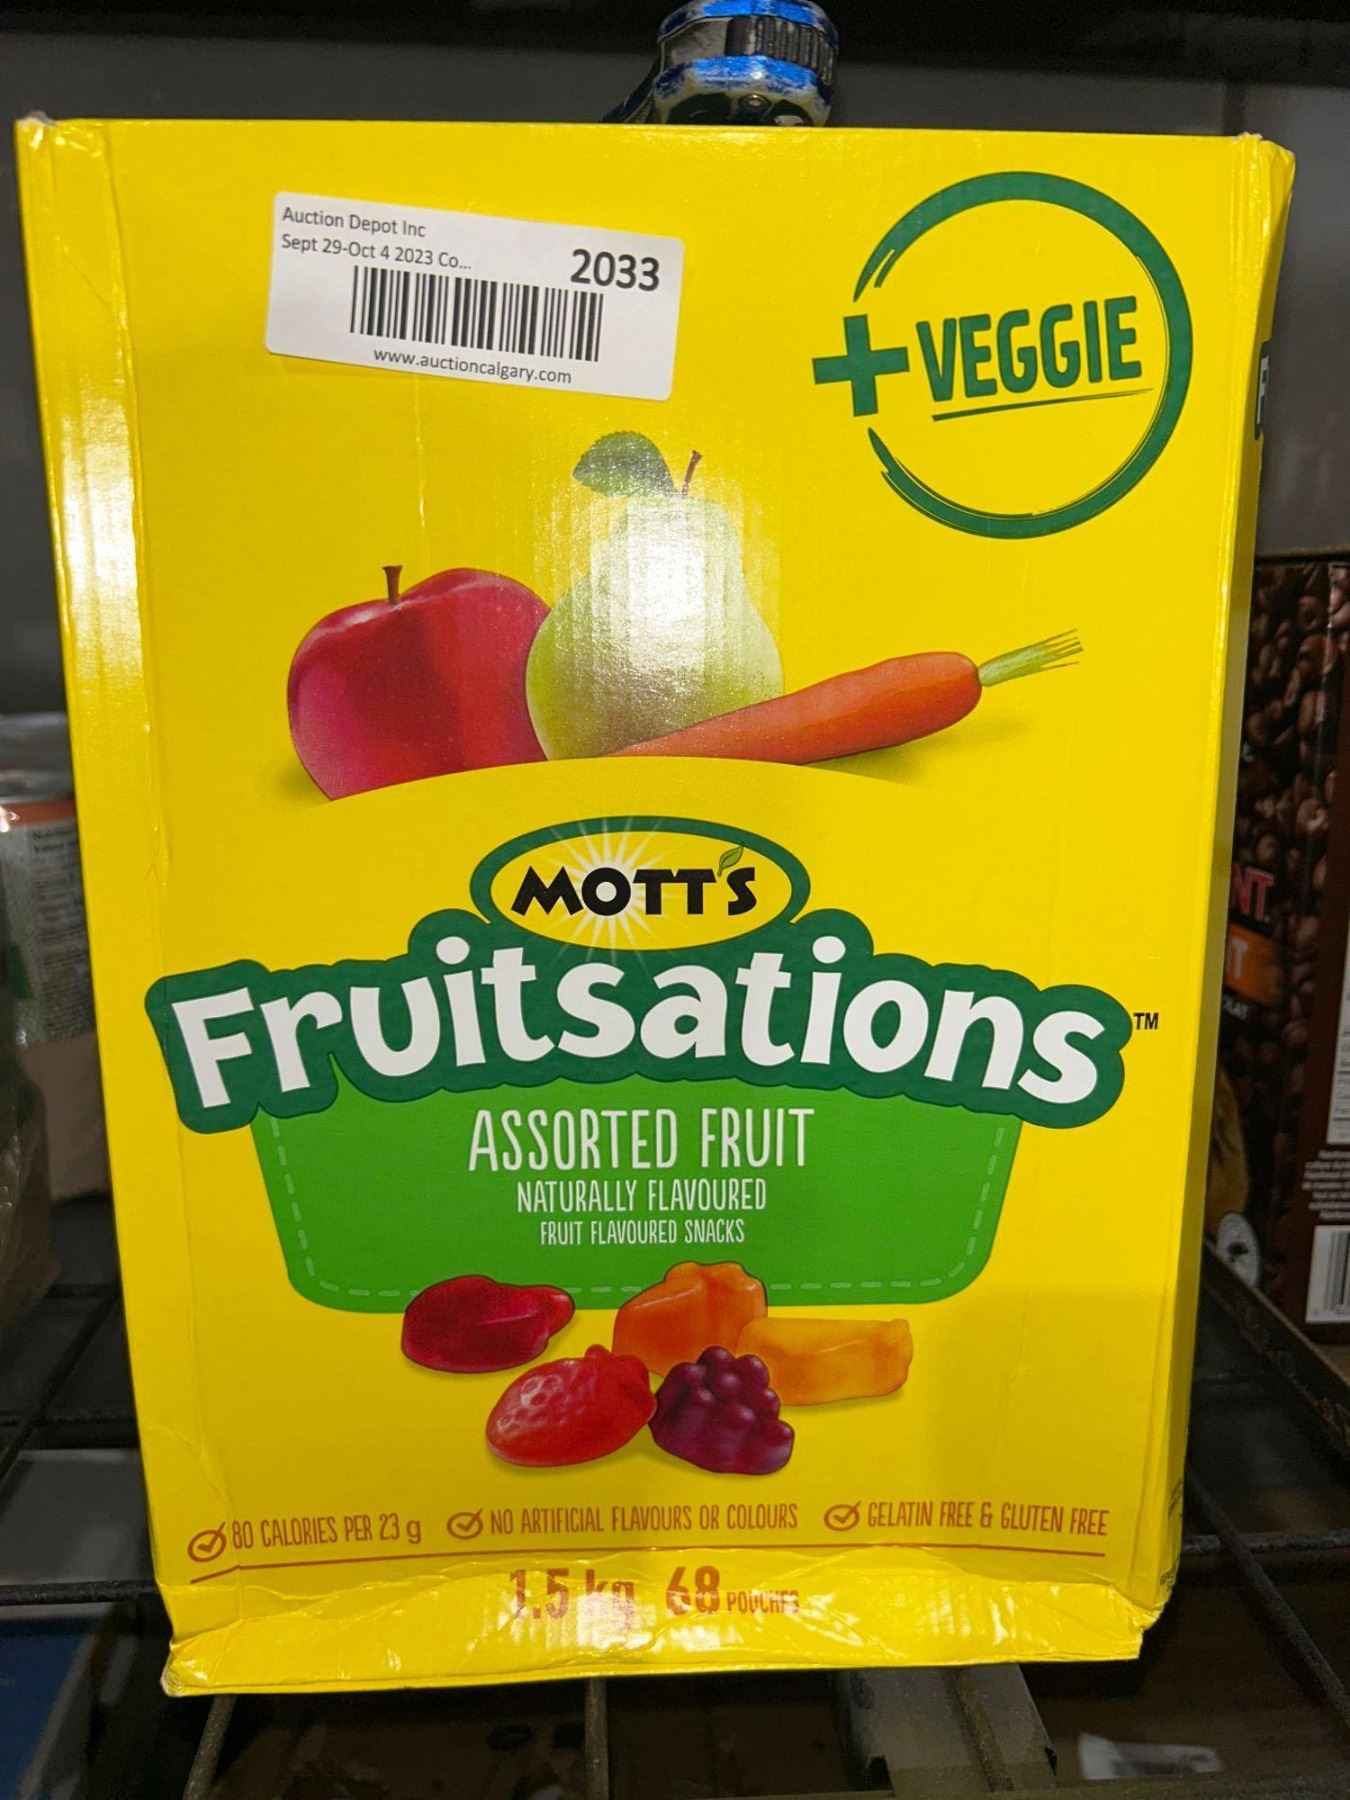 Auction Depot Inc
Sept 29-Oct 4 2023 Co...
2033
www.auctioncalgary.com
+VEGGIE
MOTT'S
Fruitsations™
ASSORTED FRUIT
NATURALLY FLAVOURED
FRUIT FLAVOURED SNACKS
80 CALORIES PER 23 g
NO ARTIFICIAL FLAVOURS OR COLOURS
GELATIN FREE & GLUTEN FREE
1.5 kg 68 POUCHES